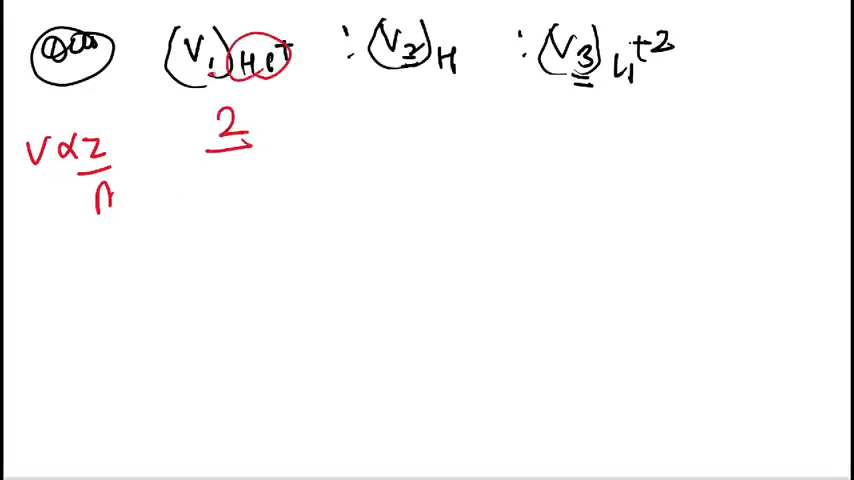 (V₁)He⁺ : (V₂)H : (V₃)Li⁺²
V ∝ z/n
2